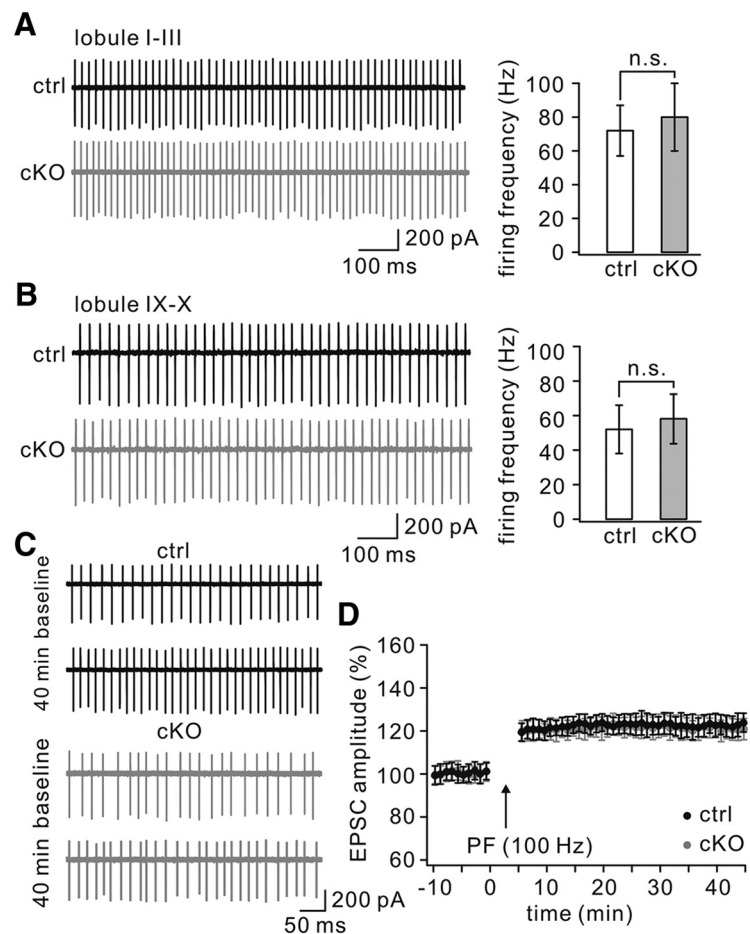 A
lobule I-III
ctrl
cKO
200 pA
100 ms
firing frequency (Hz)
100
80
60
40
20
0
n.s.
ctrl cKO
B
lobule IX-X
ctrl
cKO
200 pA
100 ms
firing frequency (Hz)
100
80
60
40
20
0
n.s.
ctrl cKO
C
ctrl
baseline
40 min
cKO
baseline
40 min
200 pA
50 ms
D
EPSC amplitude (%)
160
140
120
100
80
60
PF (100 Hz)
ctrl
cKO
-10 0 10 20 30 40
time (min)